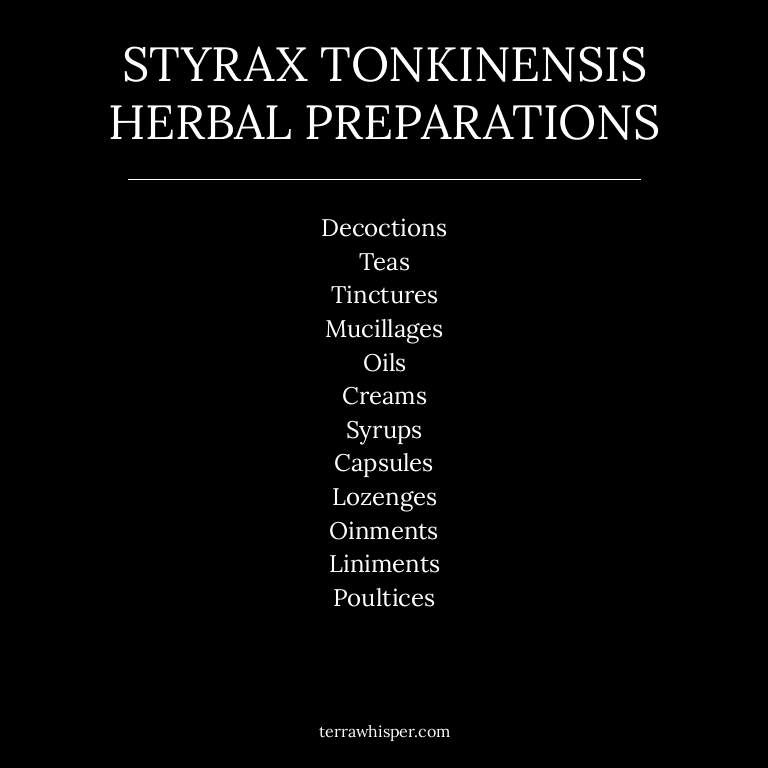 STYRAX TONKINENSIS
HERBAL PREPARATIONS
Decoctions
Teas
Tinctures
Mucillages
Oils
Creams
Syrups
Capsules
Lozenges
Oinments
Liniments
Poultices
terrawhisper.com